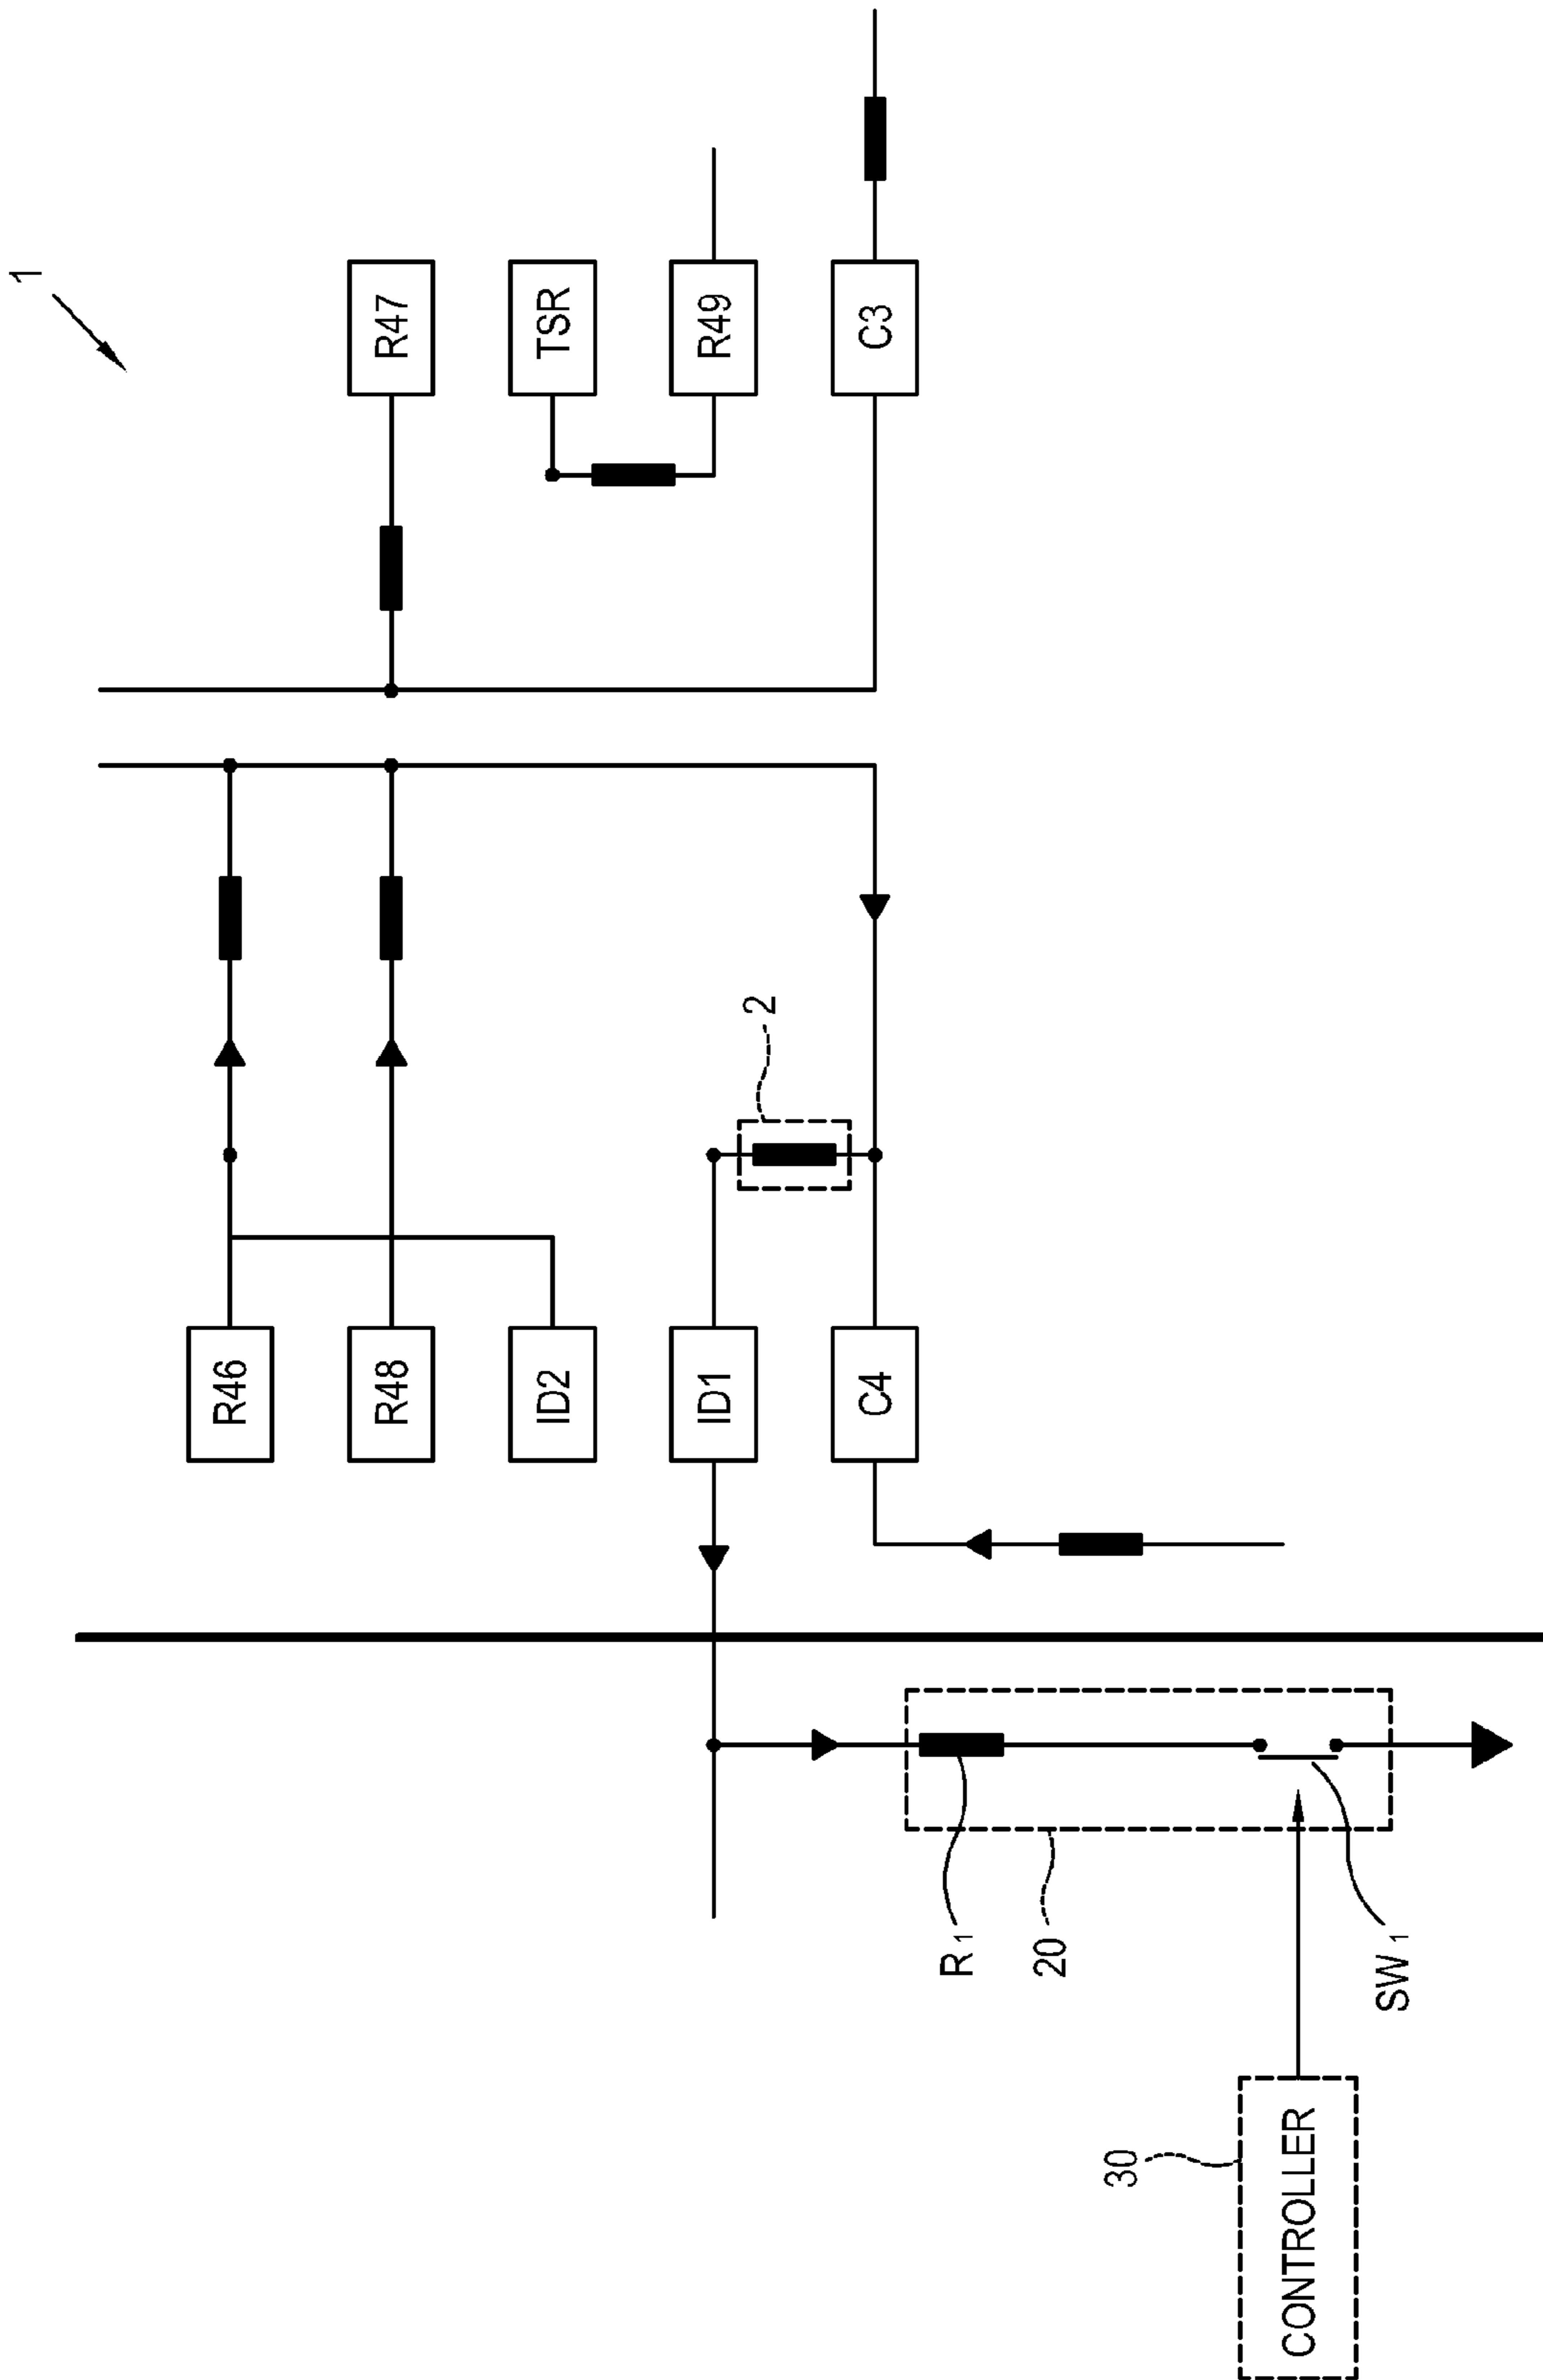 1
R47
TSR
R49
C3
2
R46
R48
ID2
ID1
C4
R1
20
SW1
30
CONTROLLER